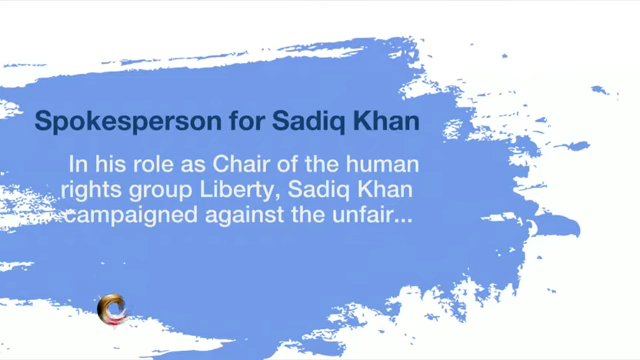 Spokesperson for Sadiq Khan
In his role as Chair of the human
rights group Liberty, Sadiq Khan
campaigned against the unfair...